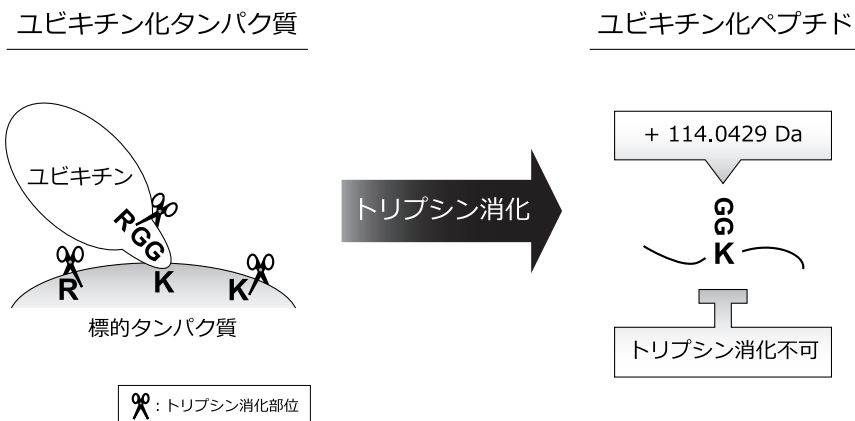 ユビキチン化タンパク質
ユビキチン
RGG
R
K
K
標的タンパク質
:トリプシン消化部位
トリプシン消化
ユビキチン化ペプチド
+ 114.0429 Da
GG
K
トリプシン消化不可